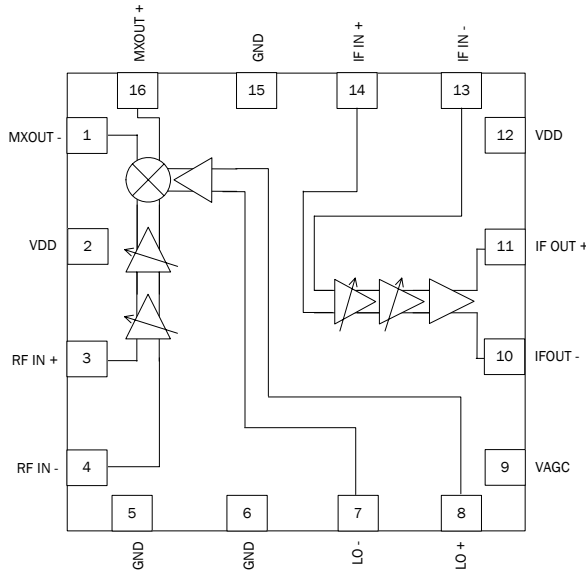 MXOUT +
GND
IF IN +
IF IN -
16
15
14
13
MXOUT -
1
12
VDD
VDD
2
11
IF OUT +
RF IN +
3
10
IFOUT -
RF IN -
4
9
VAGC
5
6
7
8
GND
GND
LO -
LO +